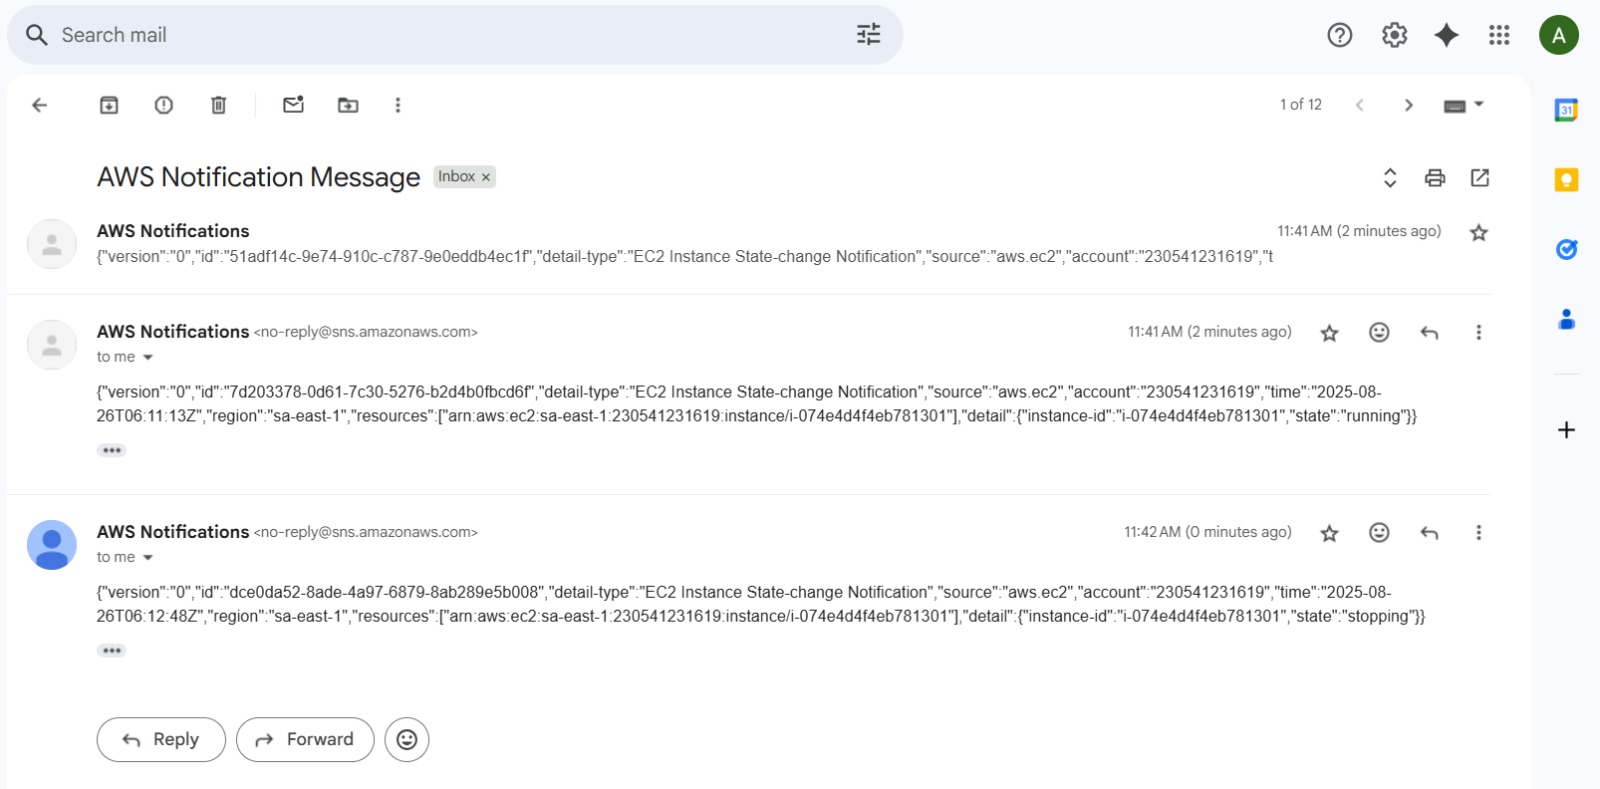 Search mail
A
1 of 12
31
AWS Notification Message Inbox ×
AWS Notifications 11:41 AM (2 minutes ago)
{"version":"0","id":"51adf14c-9e74-910c-c787-9e0eddb4ec1f","detail-type":"EC2 Instance State-change Notification","source":"aws.ec2","account":"230541231619","t
AWS Notifications <no-reply@sns.amazonaws.com> 11:41 AM (2 minutes ago)
to me
{"version":"0","id":"7d203378-0d61-7c30-5276-b2d4b0fbcd6f","detail-type":"EC2 Instance State-change Notification","source":"aws.ec2","account":"230541231619","time":"2025-08-
26T06:11:13Z","region":"sa-east-1","resources":["arn:aws:ec2:sa-east-1:230541231619:instance/i-074e4d4f4eb781301"],"detail":{"instance-id":"i-074e4d4f4eb781301","state":"running"}}
AWS Notifications <no-reply@sns.amazonaws.com> 11:42 AM (0 minutes ago)
to me
{"version":"0","id":"dce0da52-8ade-4a97-6879-8ab289e5b008","detail-type":"EC2 Instance State-change Notification","source":"aws.ec2","account":"230541231619","time":"2025-08-
26T06:12:48Z","region":"sa-east-1","resources":["arn:aws:ec2:sa-east-1:230541231619:instance/i-074e4d4f4eb781301"],"detail":{"instance-id":"i-074e4d4f4eb781301","state":"stopping"}}
Reply Forward